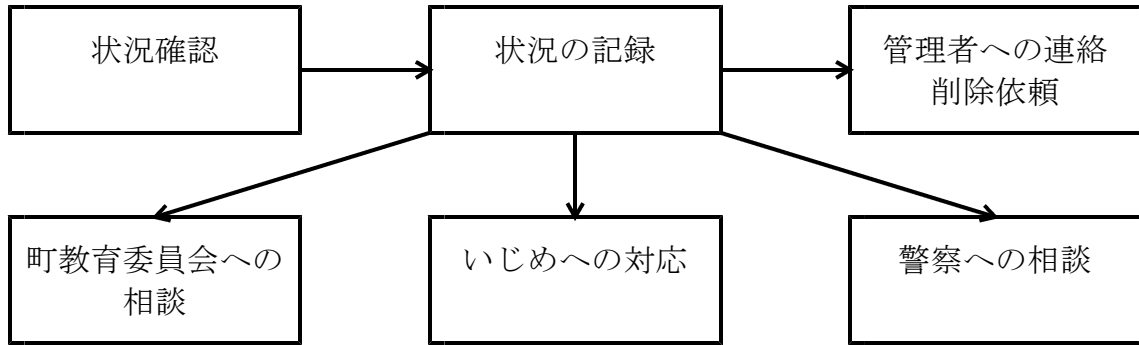 状況確認
状況の記録
管理者への連絡
削除依頼
町教育委員会への
相談
いじめへの対応
警察への相談